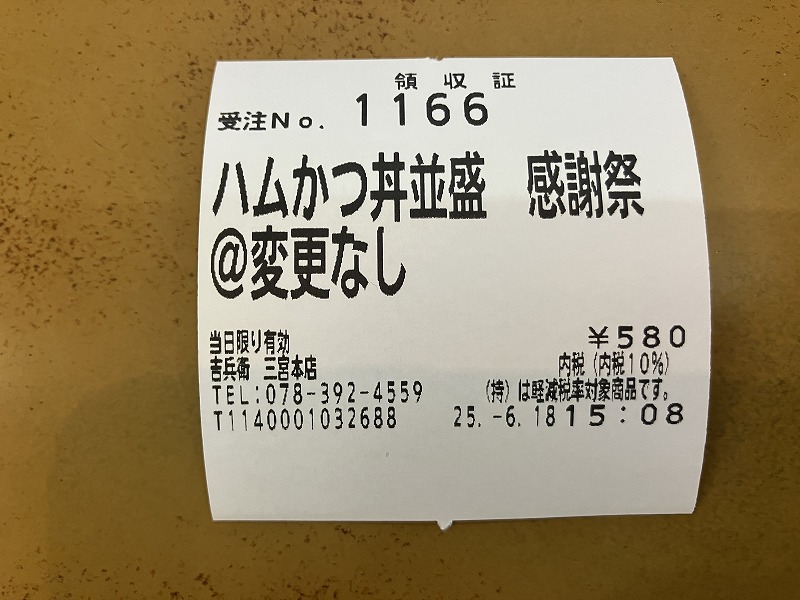 領収証
受注No. 1166
ハムかつ丼並盛　感謝祭
@変更なし
当日限り有効 ¥580
吉兵衛 三宮本店 内税(内税10%)
TEL:078-392-4559 (持)は軽減税率対象商品です。
T1140001032688 25.-6.18 15:08